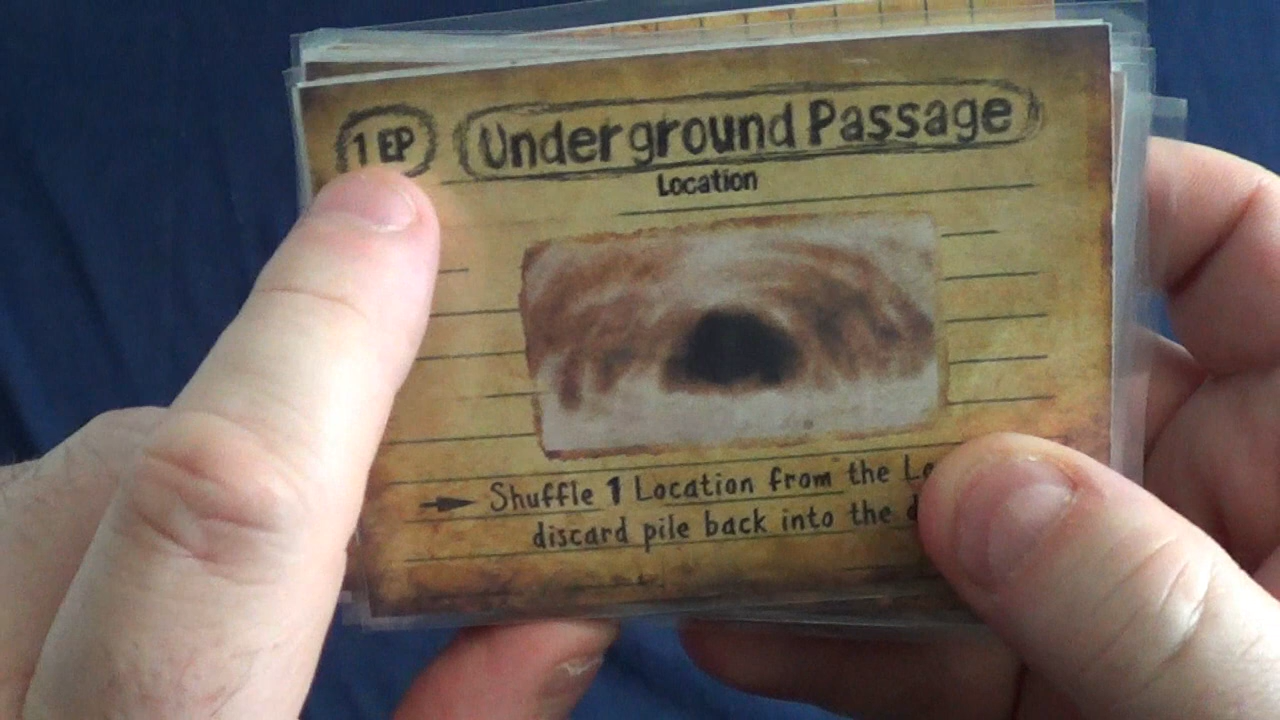 1 EP Underground Passage
Location
Shuffle 1 Location from the
discard pile back into the